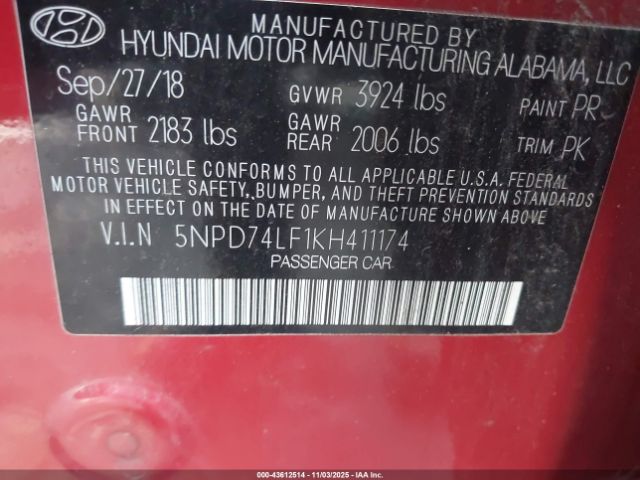 MANUFACTURED BY
HYUNDAI MOTOR MANUFACTURING ALABAMA, LLC
Sep/27/18 GVWR 3924 lbs PAINT PR
GAWR FRONT 2183 lbs GAWR REAR 2006 lbs TRIM PK
THIS VEHICLE CONFORMS TO ALL APPLICABLE U.S.A. FEDERAL
MOTOR VEHICLE SAFETY, BUMPER, AND THEFT PREVENTION STANDARDS
IN EFFECT ON THE DATE OF MANUFACTURE SHOWN ABOVE
V.I.N 5NPD74LF1KH411174
PASSENGER CAR
000-43612514 - 11/03/2025 - IAA Inc.